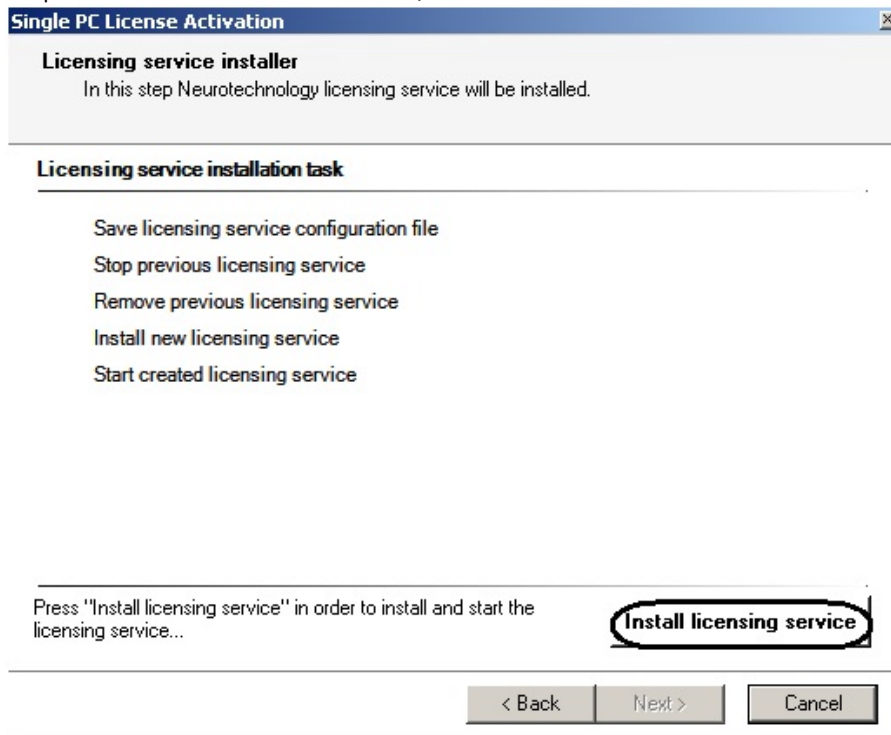 Single PC License Activation
Licensing service installer
In this step Neurotechnology licensing service will be installed.
Licensing service installation task
Save licensing service configuration file
Stop previous licensing service
Remove previous licensing service
Install new licensing service
Start created licensing service
Press "Install licensing service" in order to install and start the
licensing service...
Install licensing service
< Back
Next >
Cancel